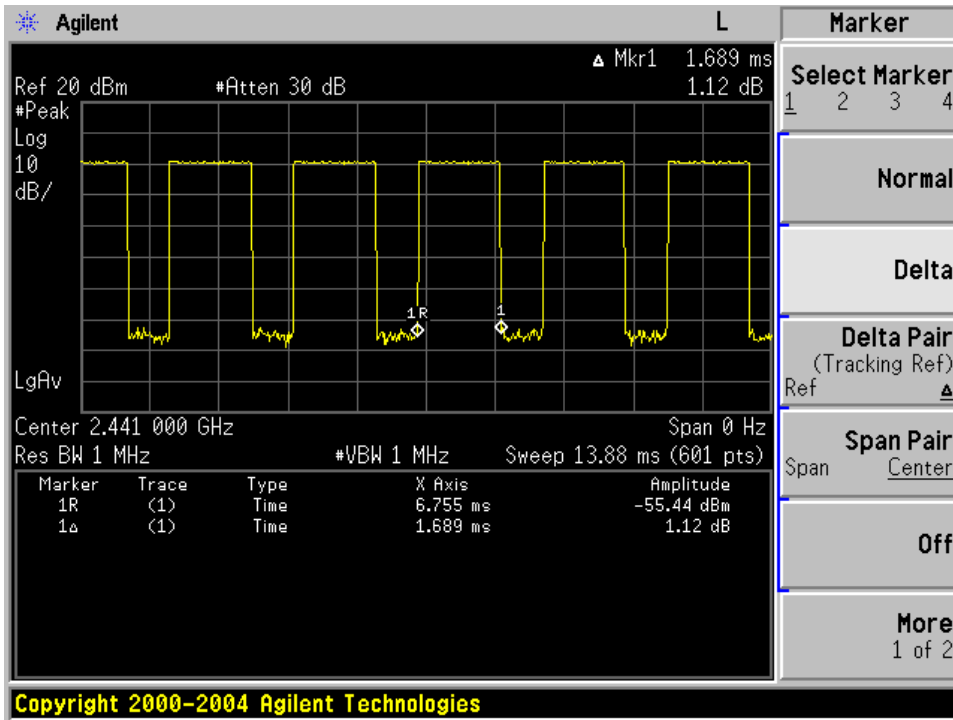 Agilent L Marker
Δ Mkr1 1.689 ms
Ref 20 dBm #Atten 30 dB 1.12 dB
#Peak
Log
10
dB/
1R 1
LgAv
Center 2.441 000 GHz Span 0 Hz
Res BW 1 MHz #VBW 1 MHz Sweep 13.88 ms (601 pts)
Marker Trace Type X Axis Amplitude
1R (1) Time 6.755 ms -55.44 dBm
1Δ (1) Time 1.689 ms 1.12 dB
Select Marker
1 2 3 4
Normal
Delta
Delta Pair
(Tracking Ref)
Ref Δ
Span Pair
Span Center
Off
More
1 of 2
Copyright 2000-2004 Agilent Technologies